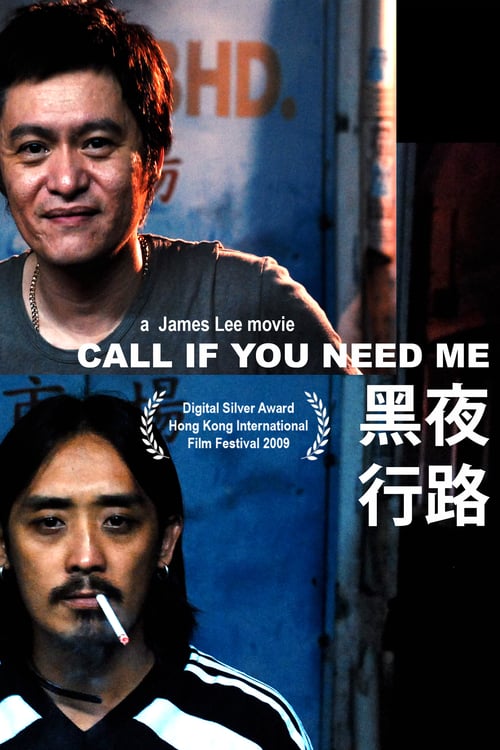 BHD.
a James Lee movie
CALL IF YOU NEED ME
Digital Silver Award
Hong Kong International
Film Festival 2009
黑夜
行路